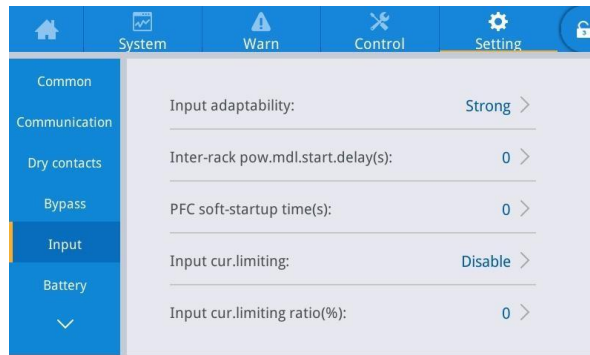 System
Warn
Control
Setting
3
Common
Communication
Dry contacts
Bypass
Input
Battery
Input adaptability: Strong
Inter-rack pow.mdl.start.delay(s): 0
PFC soft-startup time(s): 0
Input cur.limiting: Disable
Input cur.limiting ratio(%): 0